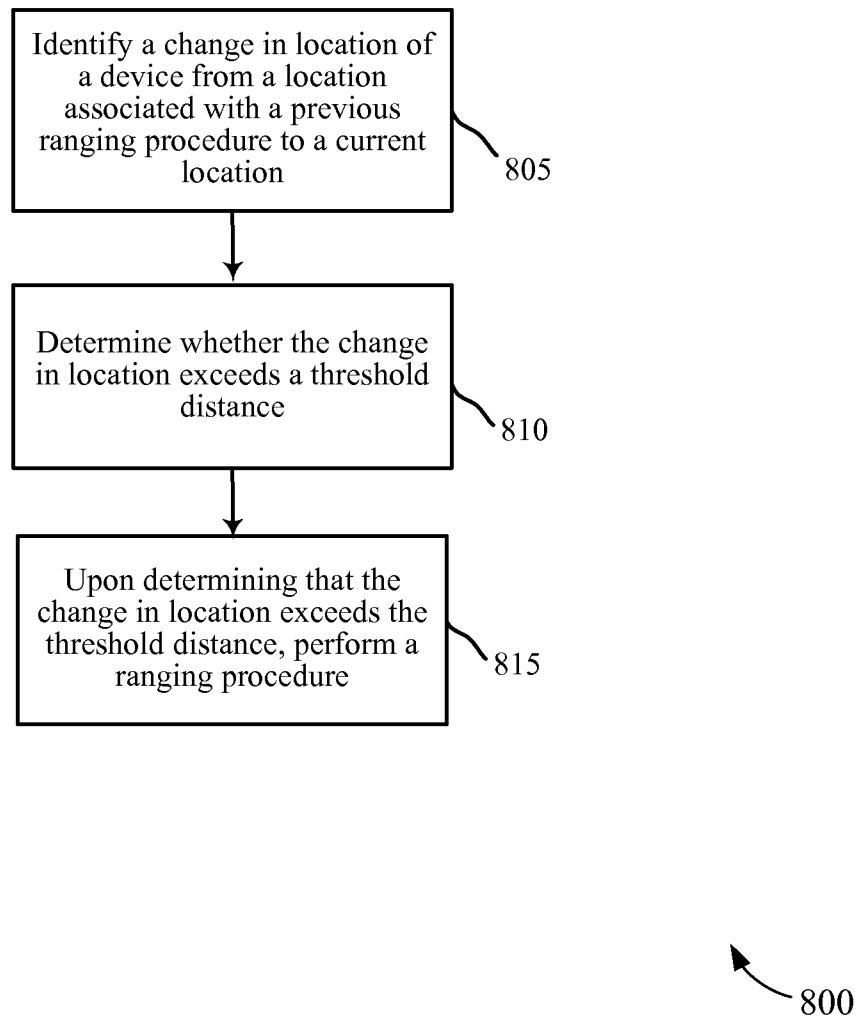 Identify a change in location of
a device from a location
associated with a previous
ranging procedure to a current
location
805
Determine whether the change
in location exceeds a threshold
distance
810
Upon determining that the
change in location exceeds the
threshold distance, perform a
ranging procedure
815
800